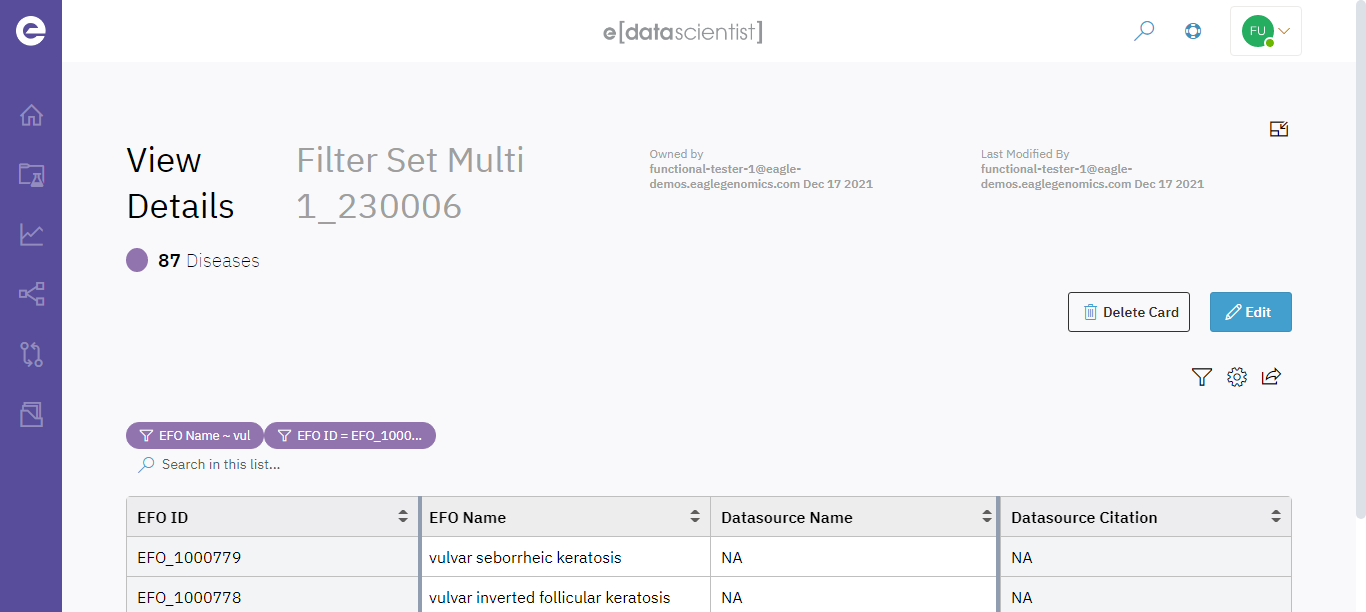 e[datascientist]
FU
View Details
Filter Set Multi 1_230006
Owned by
functional-tester-1@eagle-
demos.eaglegenomics.com Dec 17 2021
Last Modified By
functional-tester-1@eagle-
demos.eaglegenomics.com Dec 17 2021
87 Diseases
Delete Card
Edit
EFO Name ~ vul
EFO ID = EFO_1000...
Search in this list...
EFO ID EFO Name Datasource Name Datasource Citation
EFO_1000779 vulvar seborrheic keratosis NA NA
EFO_1000778 vulvar inverted follicular keratosis NA NA